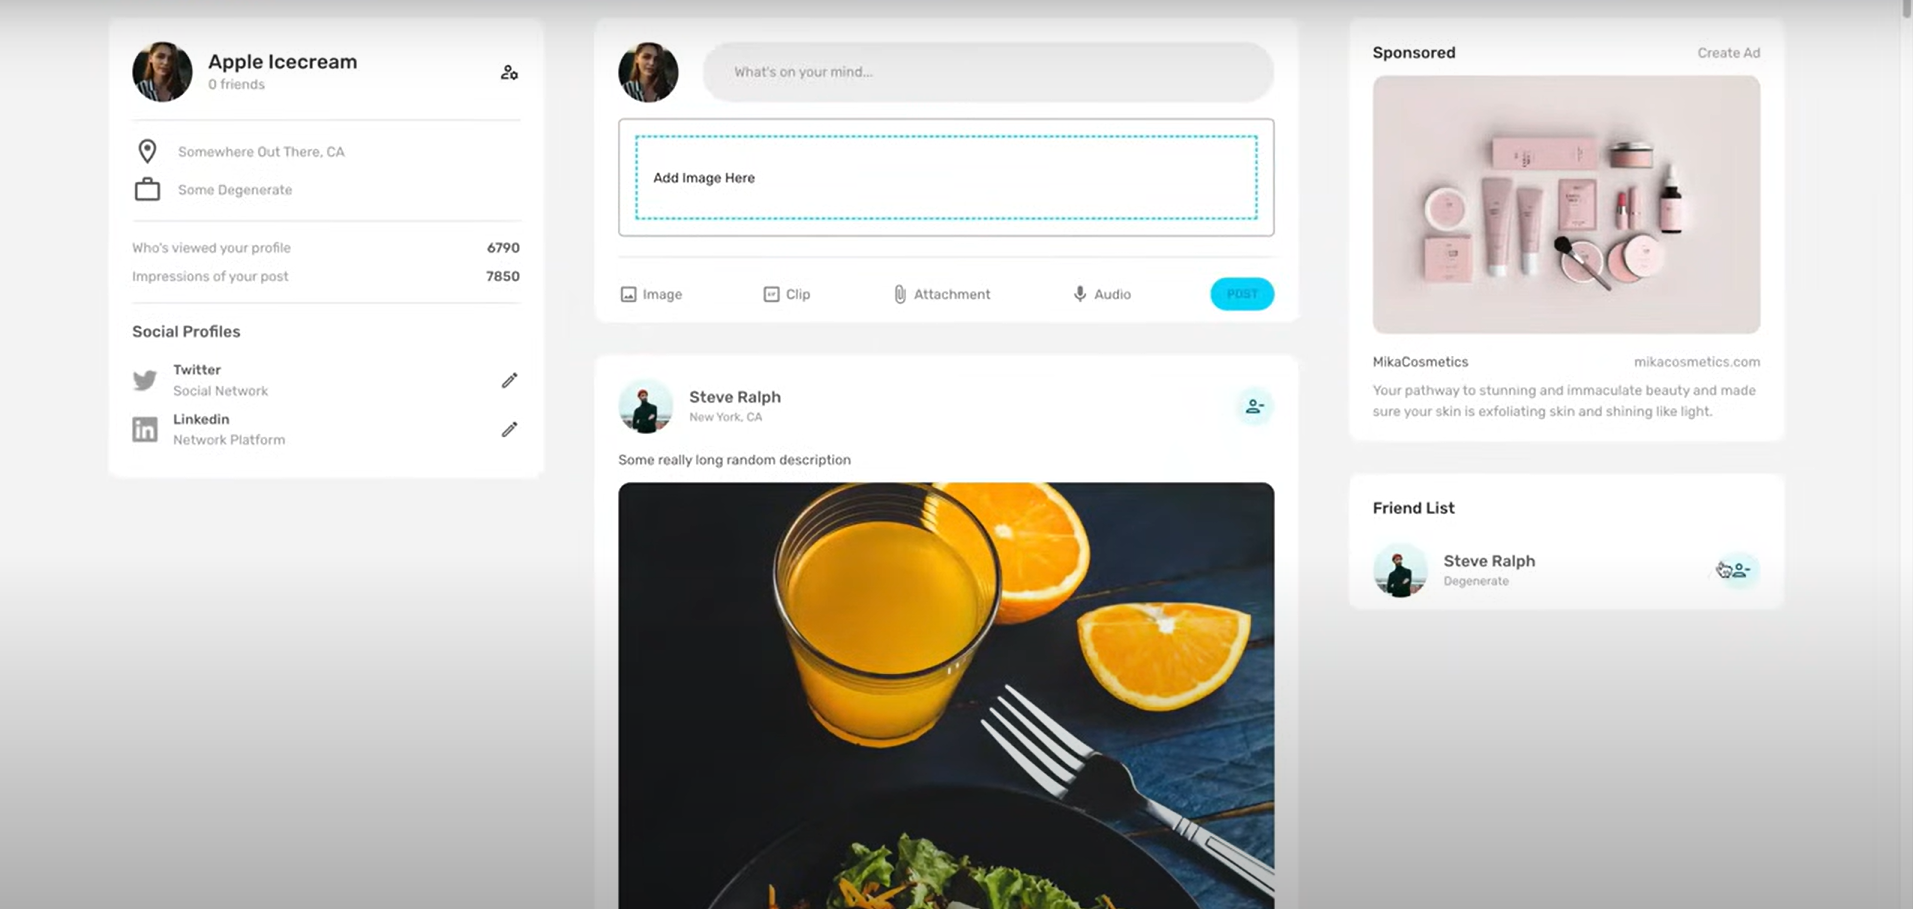 Apple Icecream
0 friends
Somewhere Out There, CA
Some Degenerate
Who's viewed your profile 6790
Impressions of your post 7850
Social Profiles
Twitter
Social Network
Linkedin
Network Platform
What's on your mind...
Add Image Here
Image Clip Attachment Audio POST
Steve Ralph
New York, CA
Some really long random description
Sponsored Create Ad
MikaCosmetics mikacosmetics.com
Your pathway to stunning and immaculate beauty and made
sure your skin is exfoliating skin and shining like light.
Friend List
Steve Ralph
Degenerate